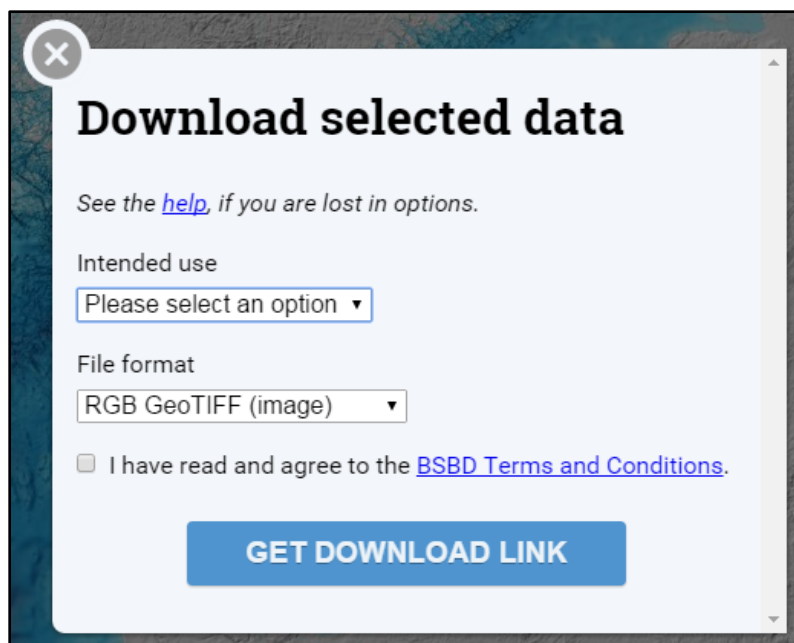 Download selected data
See the help, if you are lost in options.
Intended use
Please select an option
File format
RGB GeoTIFF (image)
I have read and agree to the BSBD Terms and Conditions.
GET DOWNLOAD LINK